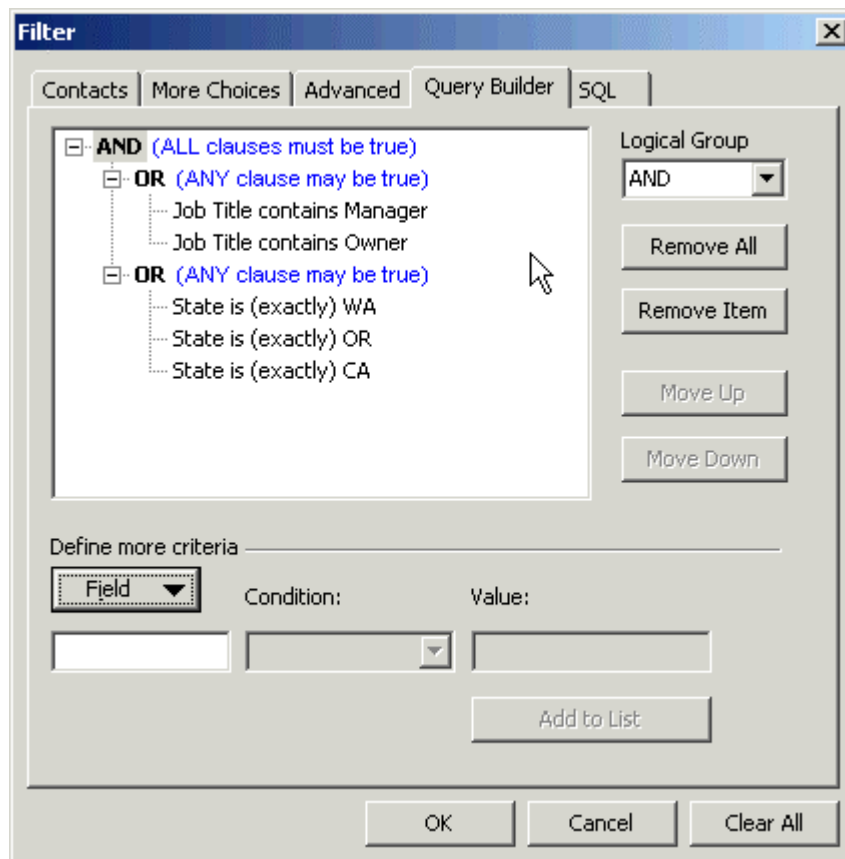 Filter
Contacts More Choices Advanced Query Builder SQL
AND (ALL clauses must be true)
OR (ANY clause may be true)
Job Title contains Manager
Job Title contains Owner
OR (ANY clause may be true)
State is (exactly) WA
State is (exactly) OR
State is (exactly) CA
Logical Group
AND
Remove All
Remove Item
Move Up
Move Down
Define more criteria
Field Condition: Value:
Add to List
OK Cancel Clear All